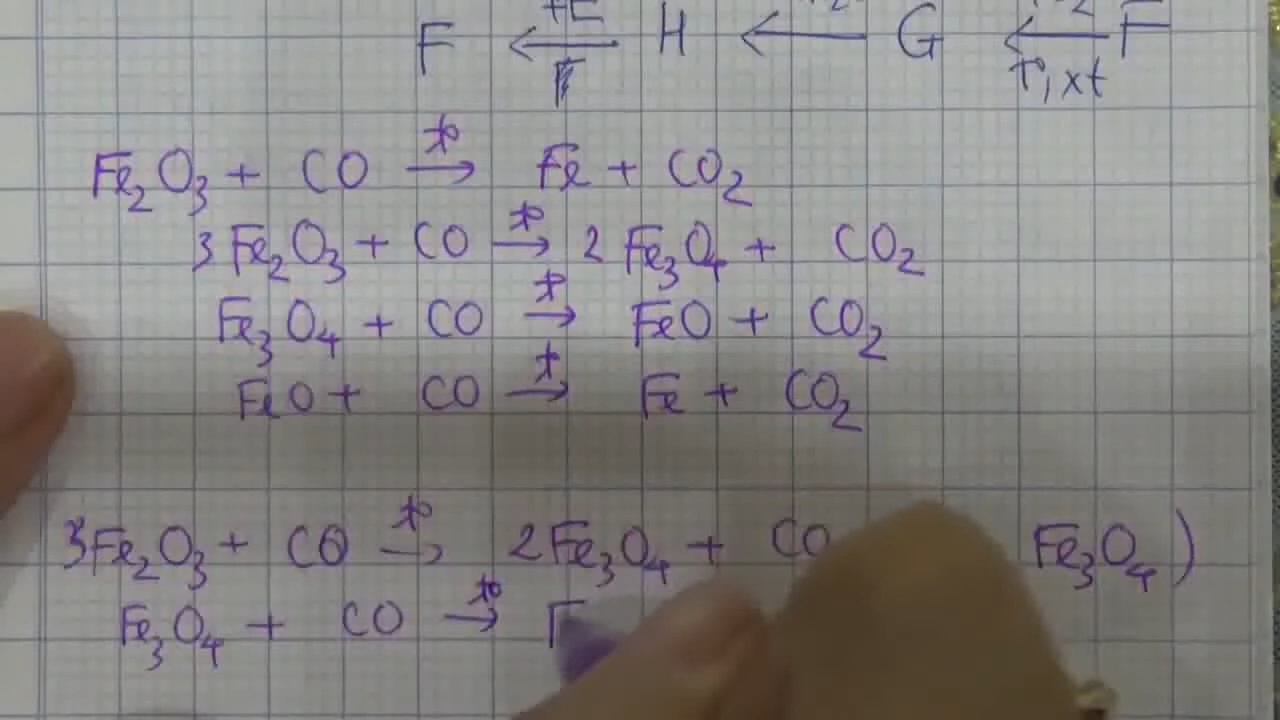 F ← H ← G ← F
t°, xt
Fe₂O₃ + CO →(t°) Fe + CO₂
3Fe₂O₃ + CO →(t°) 2Fe₃O₄ + CO₂
Fe₃O₄ + CO →(t°) FeO + CO₂
FeO + CO →(t°) Fe + CO₂
3Fe₂O₃ + CO →(t°) 2Fe₃O₄ + CO Fe₃O₄)
Fe₃O₄ + CO →(t°) F